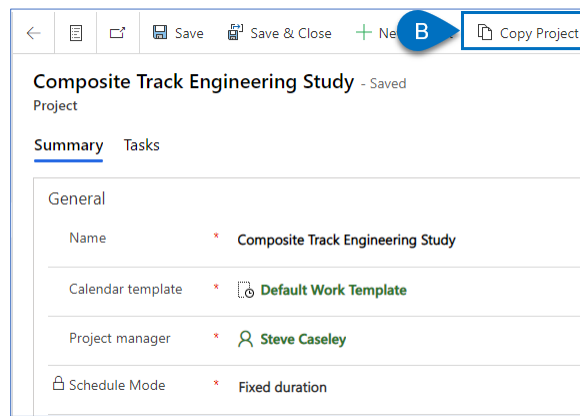 Save Save & Close Ne B Copy Project
Composite Track Engineering Study - Saved
Project
Summary Tasks
General
Name * Composite Track Engineering Study
Calendar template * Default Work Template
Project manager * Steve Caseley
Schedule Mode * Fixed duration